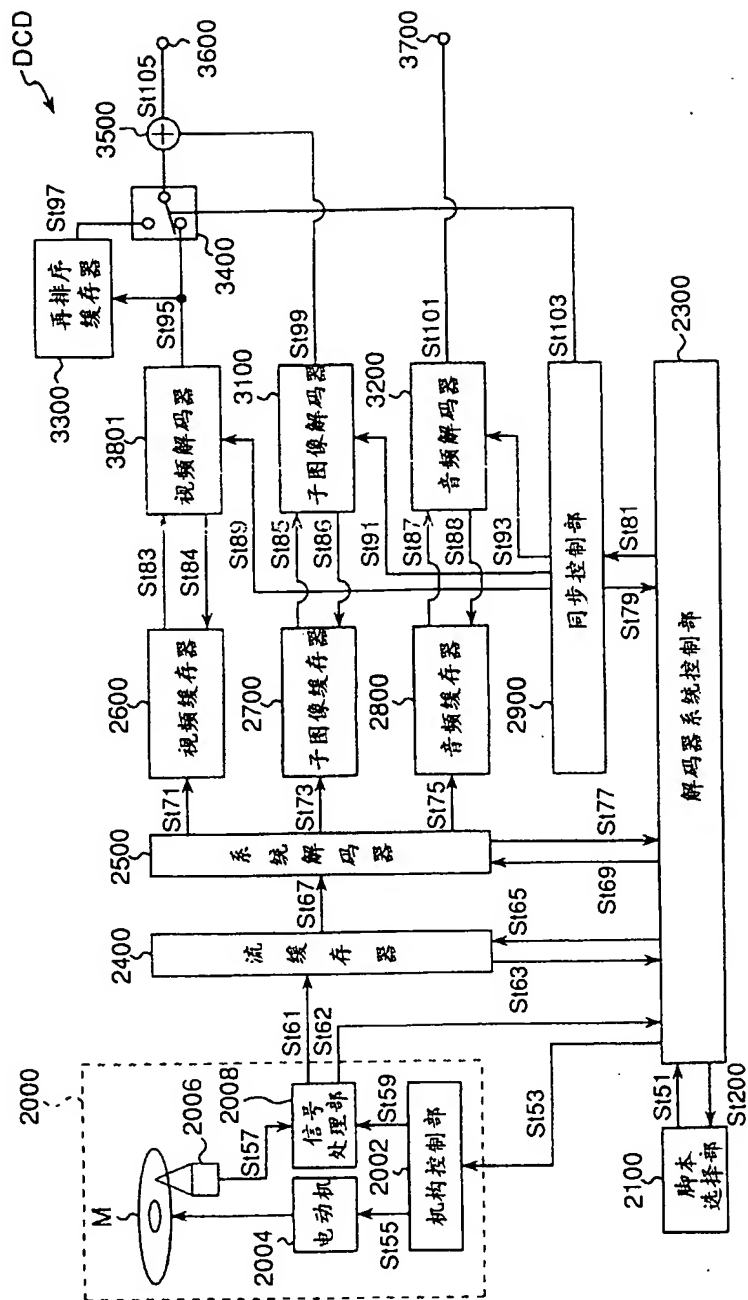 DCD
2000
M
2006
St57
2008
信号
处理部
电动机
2004
St55
2002
St59
机构控制部
St61
St62
St53
2100
脚本
选择部
St51
St200
2400
流缓存器
St63
St65
St67
2500
系统解码器
St69
St77
St71
St73
St75
2600
视频缓存器
2700
子图像缓存器
2800
音频缓存器
2900
同步控制部
St79
St81
2300
解码器系统控制部
St83
St84
St89
St85
St86
St91
St87
St88
St93
3801
视频解码器
3100
子图像解码器
3200
音频解码器
3300
再排序
缓存器
St95
St97
3400
St99
St101
St103
3500
St105
3600
3700